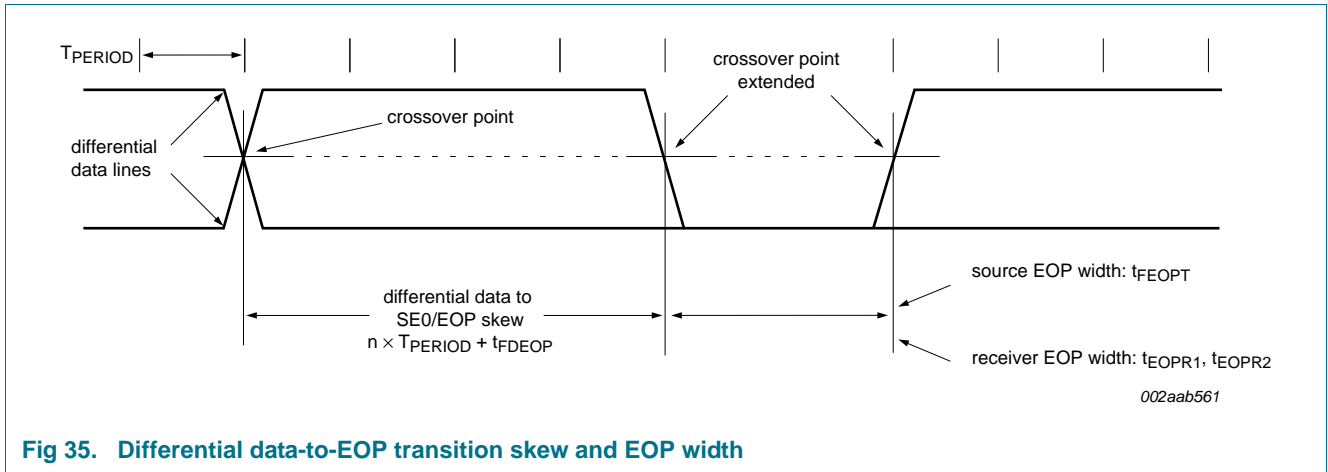 TPERIOD
crossover point
extended
crossover point
differential
data lines
source EOP width: tFEOPT
differential data to
SE0/EOP skew
n × TPERIOD + tFDEOP
receiver EOP width: tEOPR1, tEOPR2
002aab561
Fig 35. Differential data-to-EOP transition skew and EOP width